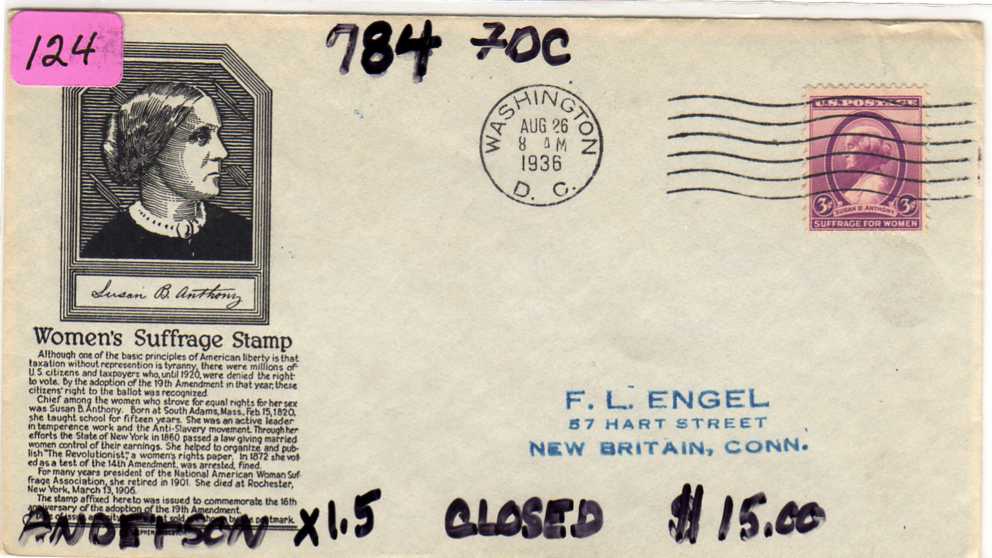 124
784 70C
WASHINGTON
AUG 26
8 AM
1936
D. C.
U.S. POSTAGE
3¢ SUSAN B. ANTHONY 3¢
SUFFRAGE FOR WOMEN
Susan B. Anthony
Women's Suffrage Stamp
Although one of the basic principles of American liberty is that
taxation without represention is tyranny, there were millions of
U.S. citizens and taxpayers who, until 1920, were denied the right
to vote. By the adoption of the 19th Amendment in that year, these
citizens' right to the ballot was recognized.
Chief among the women who strove for equal rights for her sex
was Susan B. Anthony. Born at South Adams, Mass., Feb. 15, 1820,
she taught school for fifteen years. She was an active leader
in temperence work and the Anti-Slavery movement. Through her
efforts the State of New York in 1860 passed a law giving married
women control of their earnings. She helped to organize and pub-
lish "The Revolutionist," a women's rights paper. In 1872 she vot-
ed as a test of the 14th Amendment, was arrested, fined.
For many years president of the National American Woman Suf-
frage Association, she retired in 1901. She died at Rochester,
New York, March 13, 1906.
The stamp affixed hereto was issued to commemorate the 16th
anniversary of the adoption of the 19th Amendment.
postmark.
F. L. ENGEL
57 HART STREET
NEW BRITAIN, CONN.
ANDERSON X1.5 CLOSED $15.00